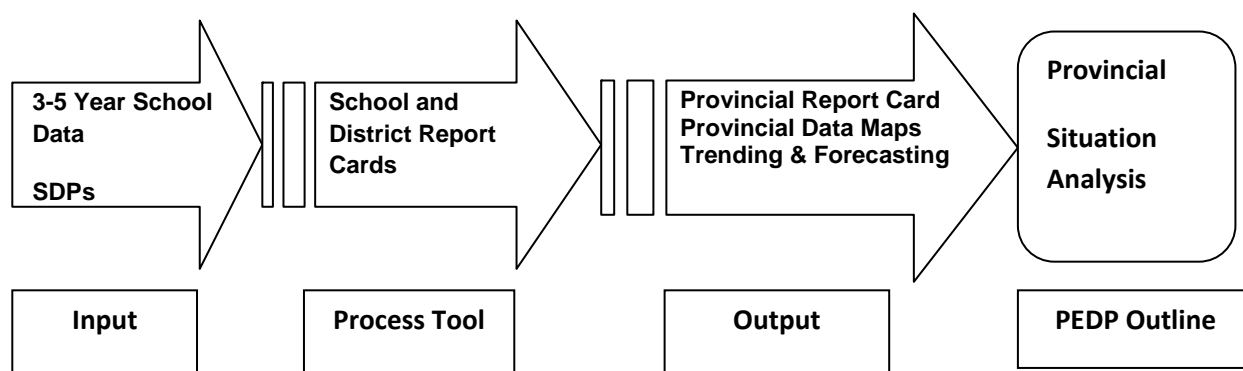 3-5 Year School
Data
SDPs
School and
District Report
Cards
Provincial Report Card
Provincial Data Maps
Trending & Forecasting
Provincial
Situation
Analysis
Input
Process Tool
Output
PEDP Outline